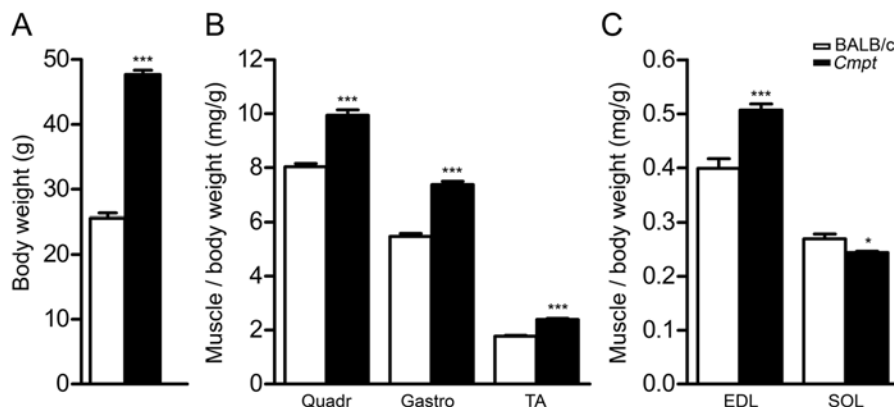 A
Body weight (g)
50
40
30
20
10
0
***
B
Muscle / body weight (mg/g)
12
10
8
6
4
2
0
***
***
***
Quadr Gastro TA
C
BALB/c
Cmpt
Muscle / body weight (mg/g)
0.6
0.5
0.4
0.3
0.2
0.1
0.0
***
*
EDL SOL